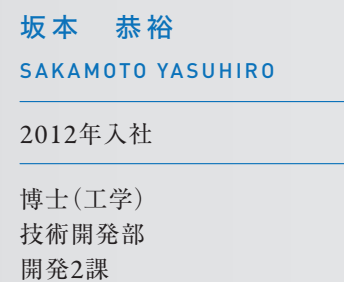 坂本　恭裕
SAKAMOTO YASUHIRO
2012年入社
博士（工学）
技術開発部
開発2課